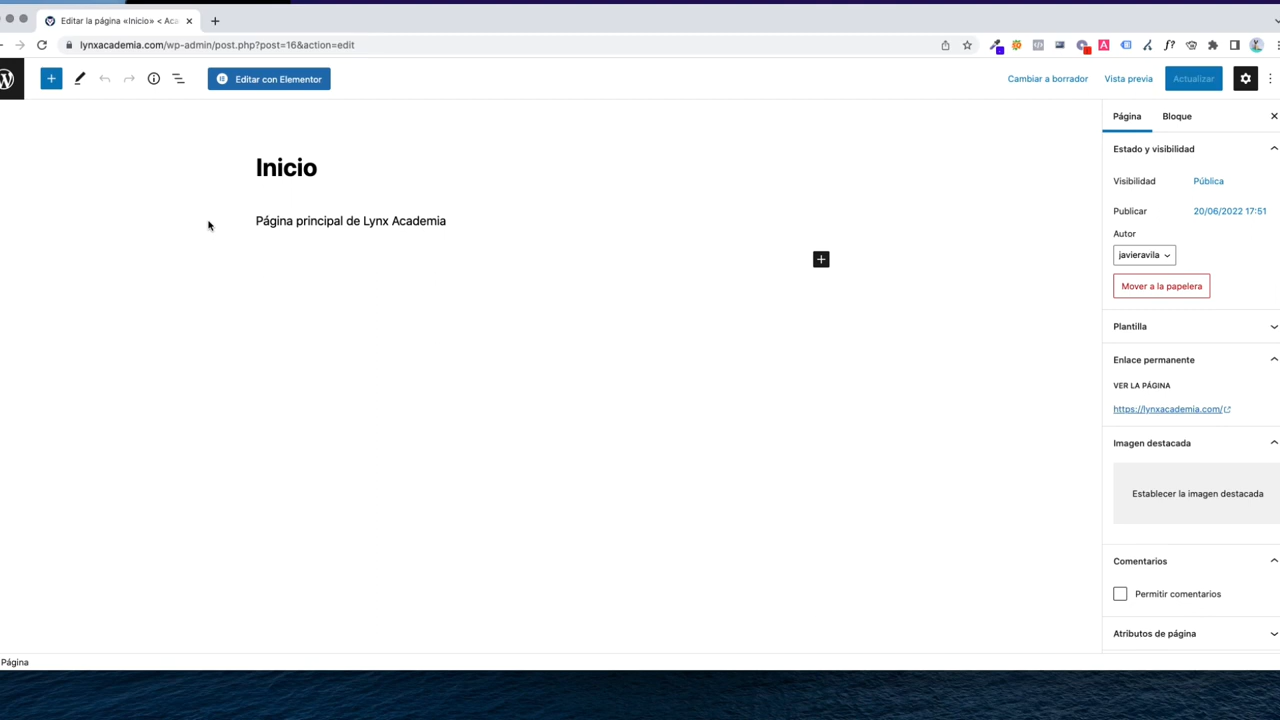 Editar la página «Inicio» < Aca
lynxacademia.com/wp-admin/post.php?post=16&action=edit
Editar con Elementor
Cambiar a borrador
Vista previa
Actualizar
Página
Bloque
Inicio
Página principal de Lynx Academia
Estado y visibilidad
Visibilidad
Pública
Publicar
20/06/2022 17:51
Autor
javieravila
Mover a la papelera
Plantilla
Enlace permanente
VER LA PÁGINA
https://lynxacademia.com/
Imagen destacada
Establecer la imagen destacada
Comentarios
Permitir comentarios
Atributos de página
Página